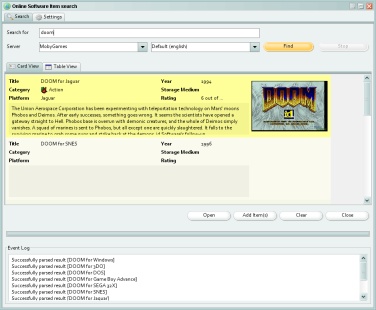 Online Software Item search
Search Settings
Search for doom
Server MobyGames Default (english) Find Stop
Card View Table View
Title DOOM for Jaguar Year 1994
Category Action Storage Medium
Platform Jaguar Rating 6 out of ...
The Union Aerospace Corporation has been experimenting with teleportation technology on Mars' moons
Phobos and Deimos. After early successes, something goes wrong. It seems the scientists have opened a
gateway straight to Hell. Phobos base is overrun with demonic creatures, and the whole of Deimos simply
vanishes. A squad of marines is sent to Phobos, but all except one are quickly slaughtered. It falls to the
DOOM
Title DOOM for SNES Year 1996
Category Storage Medium
Platform Rating
Open Add Item(s) Clear Close
Event Log
Successfully parsed result [DOOM for Windows]
Successfully parsed result [DOOM for 3DO]
Successfully parsed result [DOOM for DOS]
Successfully parsed result [DOOM for Game Boy Advance]
Successfully parsed result [DOOM for SEGA 32X]
Successfully parsed result [DOOM for SNES]
Successfully parsed result [DOOM for Jaguar]